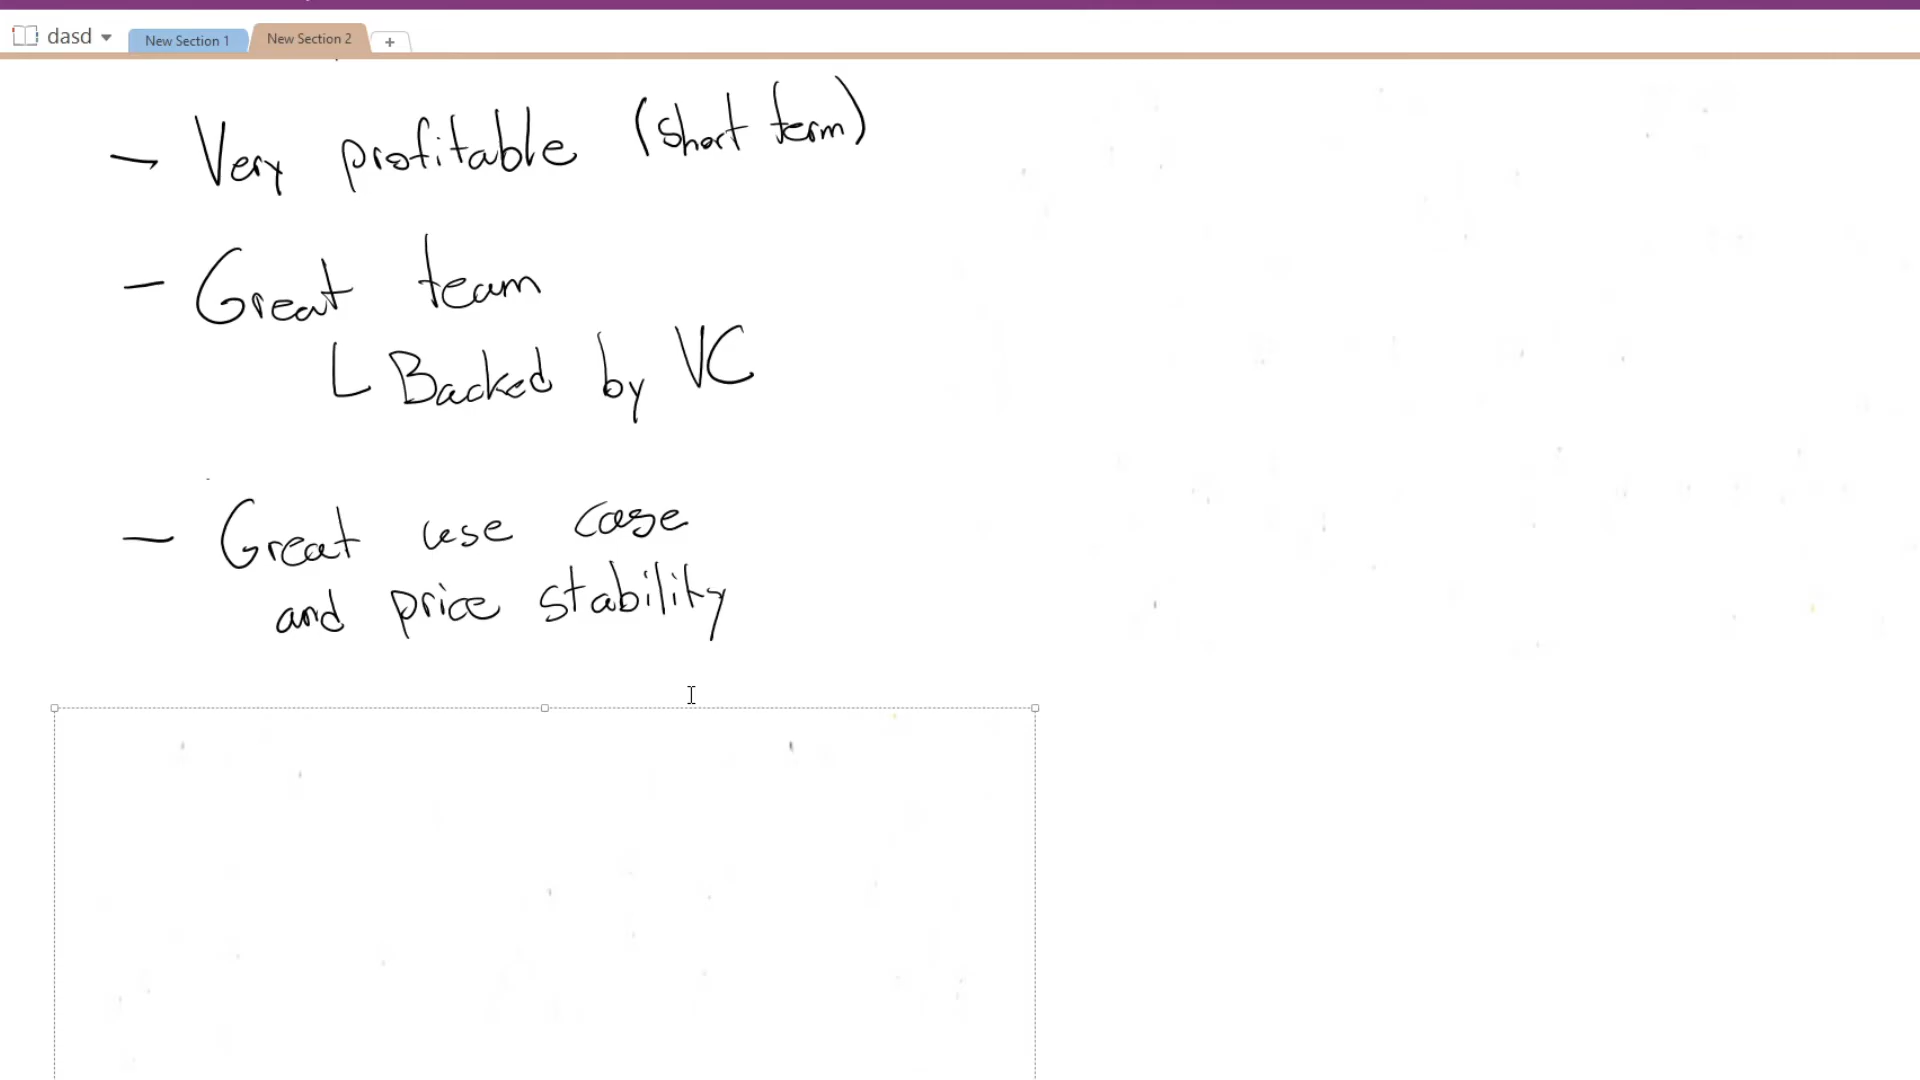 dasd
New Section 1
New Section 2
+
- Very profitable (short term)
- Great team
Backed by VC
- Great use case
and price stability